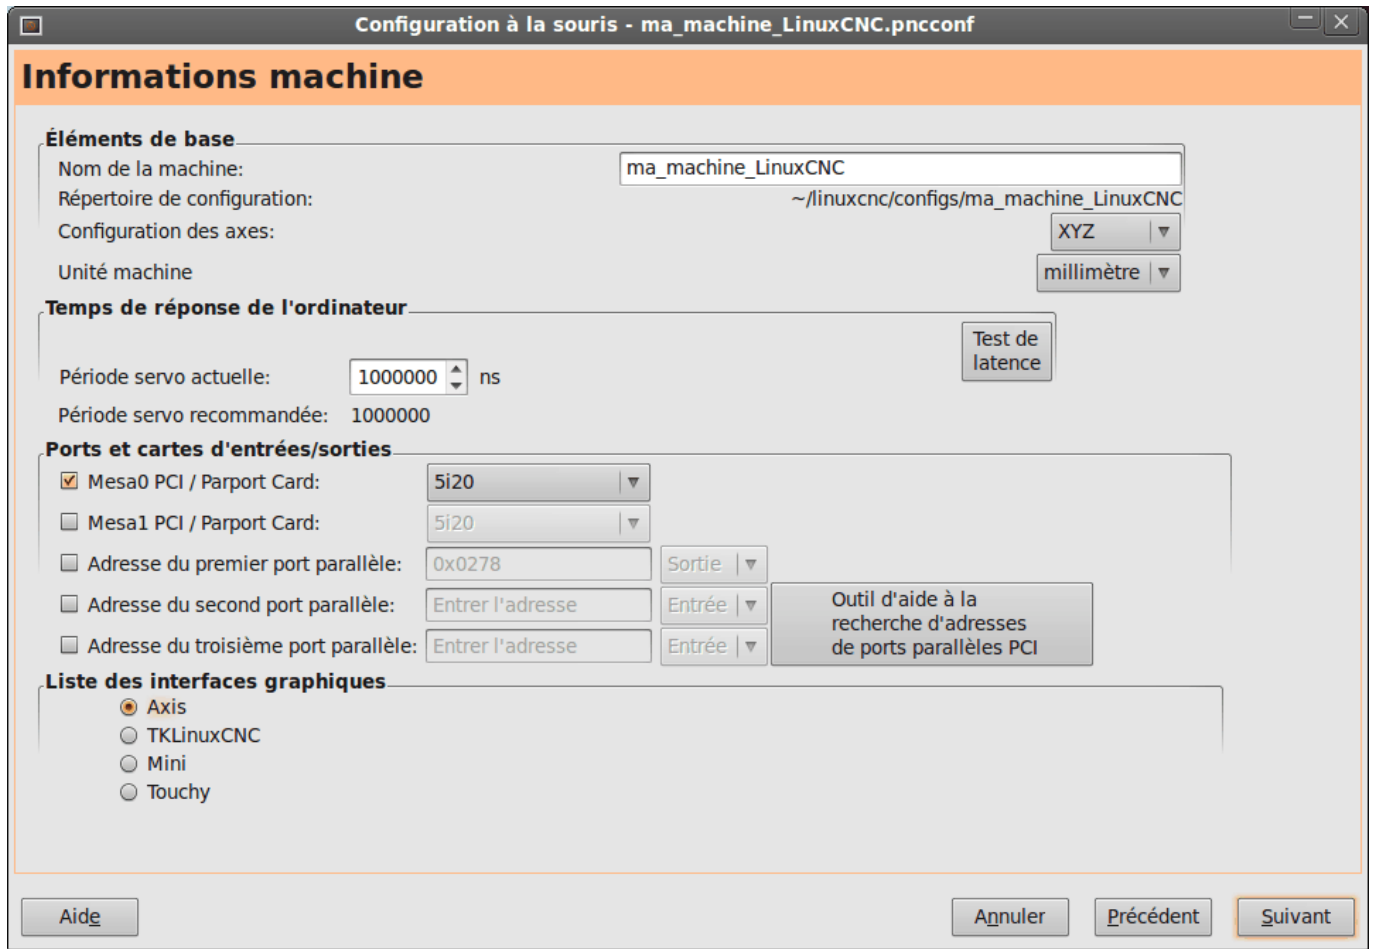 Configuration à la souris - ma_machine_LinuxCNC.pncconf
Informations machine
Éléments de base
Nom de la machine: ma_machine_LinuxCNC
Répertoire de configuration: ~/linuxcnc/configs/ma_machine_LinuxCNC
Configuration des axes: XYZ
Unité machine millimètre
Temps de réponse de l'ordinateur
Test de
latence
Période servo actuelle: 1000000 ns
Période servo recommandée: 1000000
Ports et cartes d'entrées/sorties
Mesa0 PCI / Parport Card: 5i20
Mesa1 PCI / Parport Card: 5i20
Adresse du premier port parallèle: 0x0278 Sortie
Adresse du second port parallèle: Entrer l'adresse Entrée
Adresse du troisième port parallèle: Entrer l'adresse Entrée
Outil d'aide à la
recherche d'adresses
de ports parallèles PCI
Liste des interfaces graphiques
Axis
TKLinuxCNC
Mini
Touchy
Aide Annuler Précédent Suivant